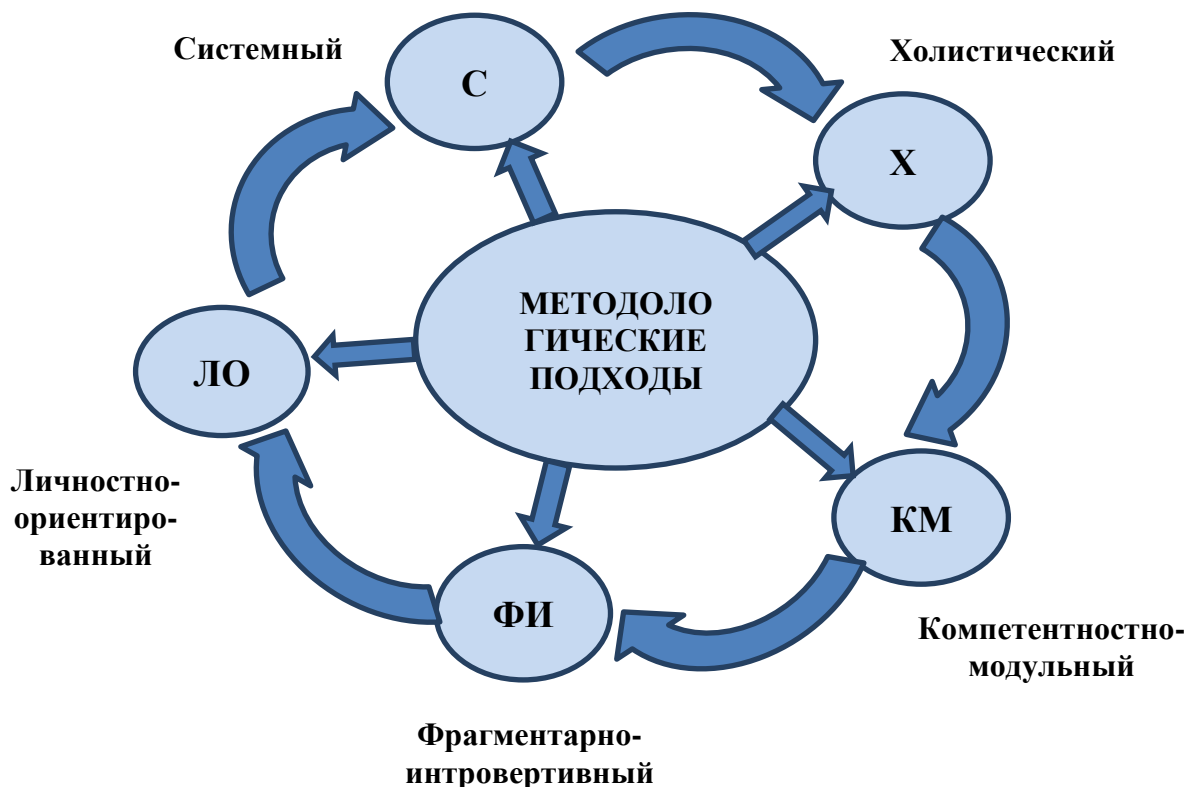 Системный
С
Холистический
Х
МЕТОДОЛО
ГИЧЕСКИЕ
ПОДХОДЫ
ЛО
Личностно-
ориентиро-
ванный
КМ
Компетентностно-
модульный
ФИ
Фрагментарно-
интровертивный